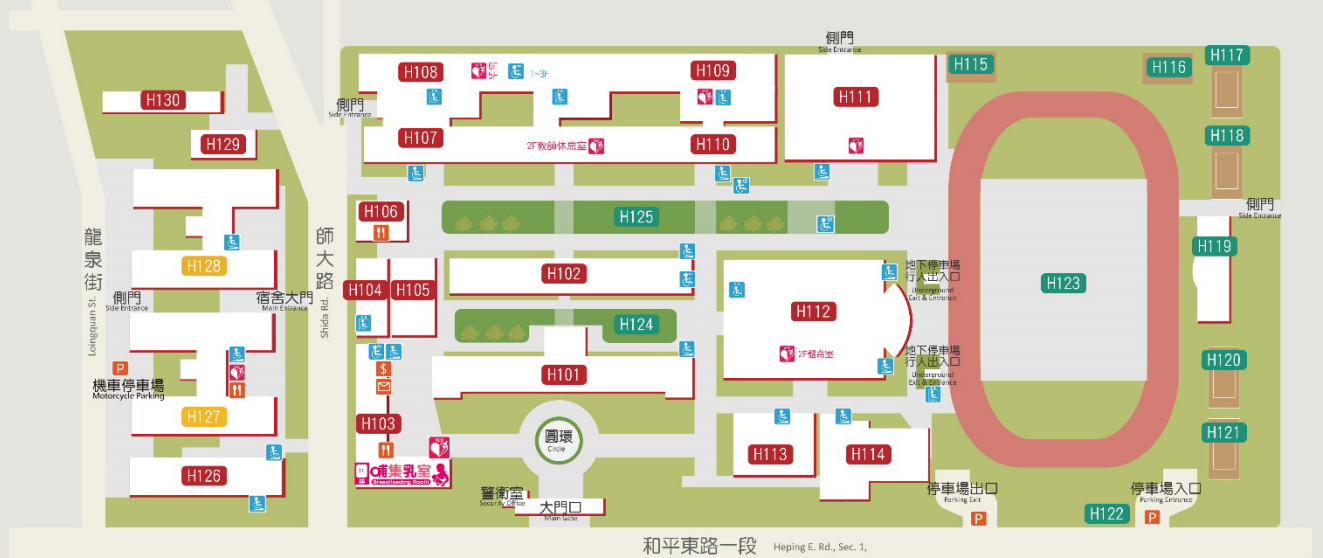 側門
Side Entrance
H115
H116
H117
H108
6F
5F
1~3F
H109
H111
H130
側門
Side Entrance
H107
2F教師休息室
H110
H129
H118
H106
H125
側門
Side Entrance
H119
龍泉街
Loingquan St.
師大路
Shida Rd.
H128
H104
H105
H102
地下停車場
行人出入口
Underground
Exit & Entrance
H123
側門
Side Entrance
宿舍大門
Main Entrance
H124
H112
2F體育室
地下停車場
行人出入口
Underground
Exit & Entrance
H120
P
機車停車場
Motorcycle Parking
$
H101
H127
H103
H121
圓環
Circle
H113
H114
H126
哺集乳室
Breastfeeding Room
警衛室
Security Office
大門口
Main Gate
停車場出口
Parking Exit
P
H122
停車場入口
Parking Entrance
P
和平東路一段 Heping E. Rd., Sec. 1,